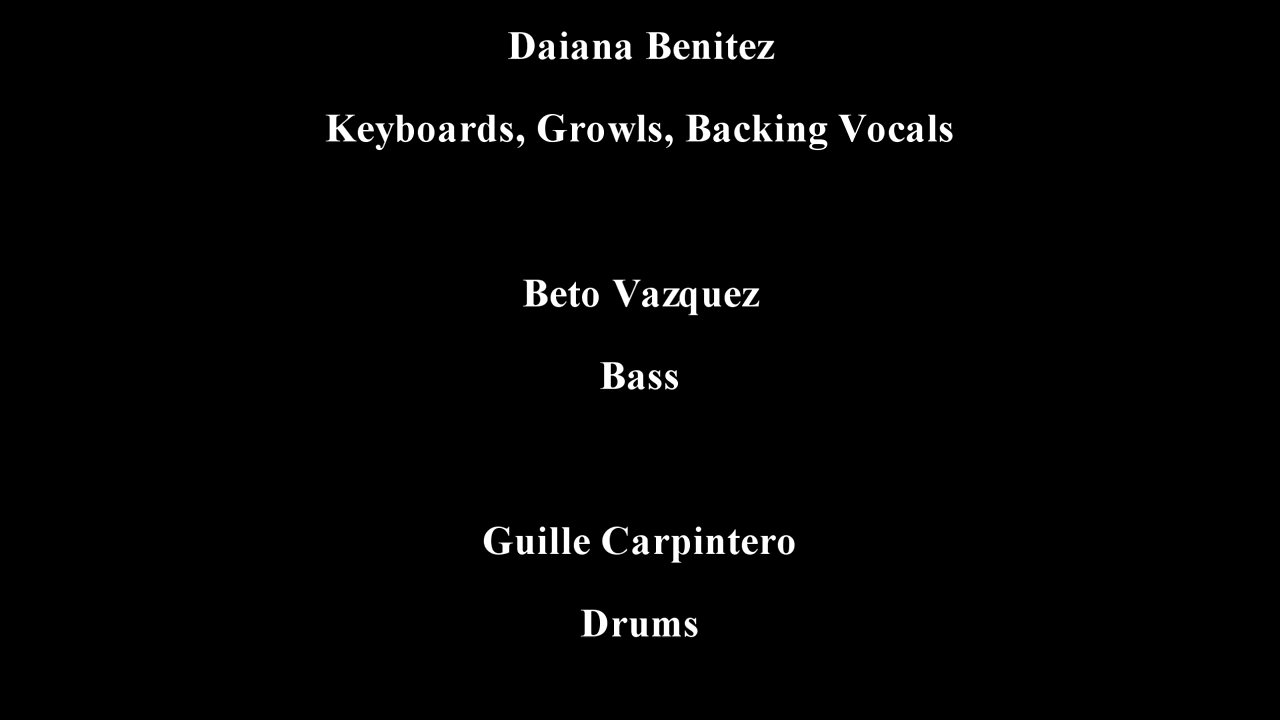 Daiana Benitez
Keyboards, Growls, Backing Vocals
Beto Vazquez
Bass
Guille Carpintero
Drums